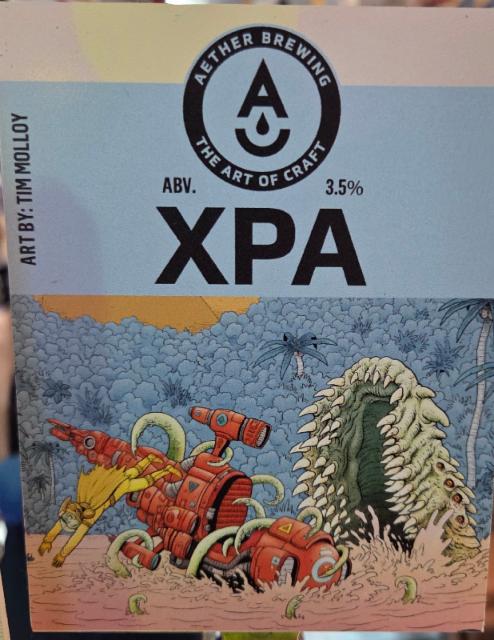 AETHER BREWING
A
THE ART OF CRAFT
ART BY: TIM MOLLOY
ABV. 3.5%
XPA